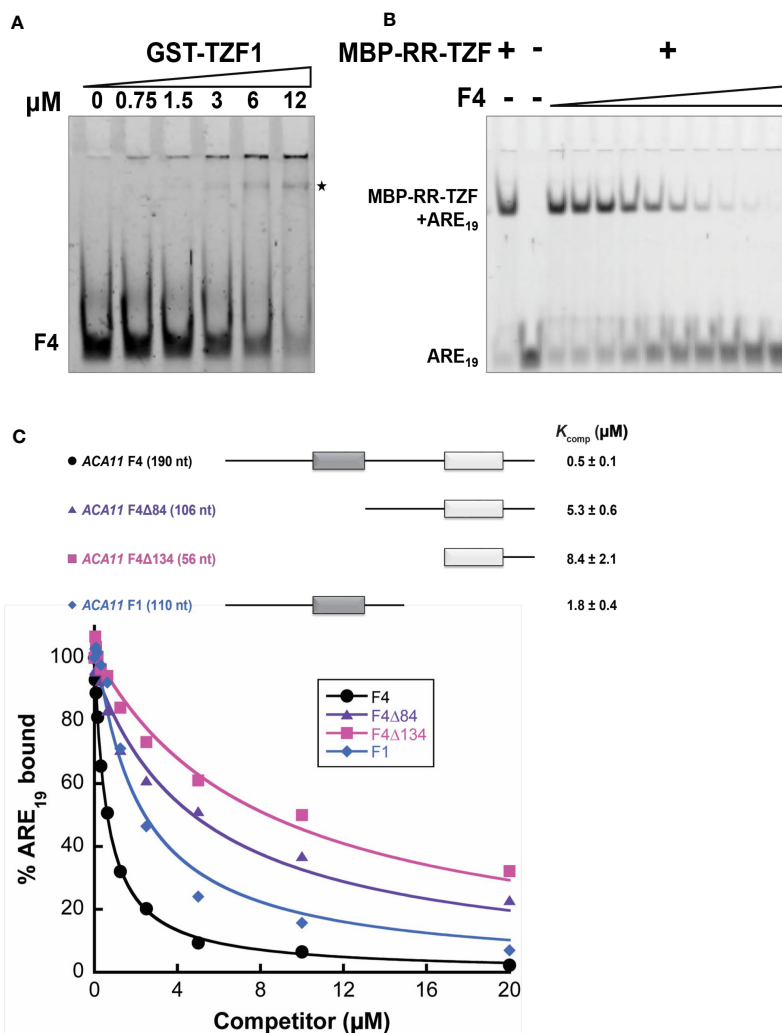 A
GST-TZF1
µM 0 0.75 1.5 3 6 12
★
F4
B
MBP-RR-TZF + - +
F4 - -
MBP-RR-TZF
+ARE19
ARE19
C
Kcomp (µM)
ACA11 F4 (190 nt) 0.5 ± 0.1
ACA11 F4Δ84 (106 nt) 5.3 ± 0.6
ACA11 F4Δ134 (56 nt) 8.4 ± 2.1
ACA11 F1 (110 nt) 1.8 ± 0.4
% ARE19 bound
100
80
60
40
20
0
F4
F4Δ84
F4Δ134
F1
0 4 8 12 16 20
Competitor (µM)